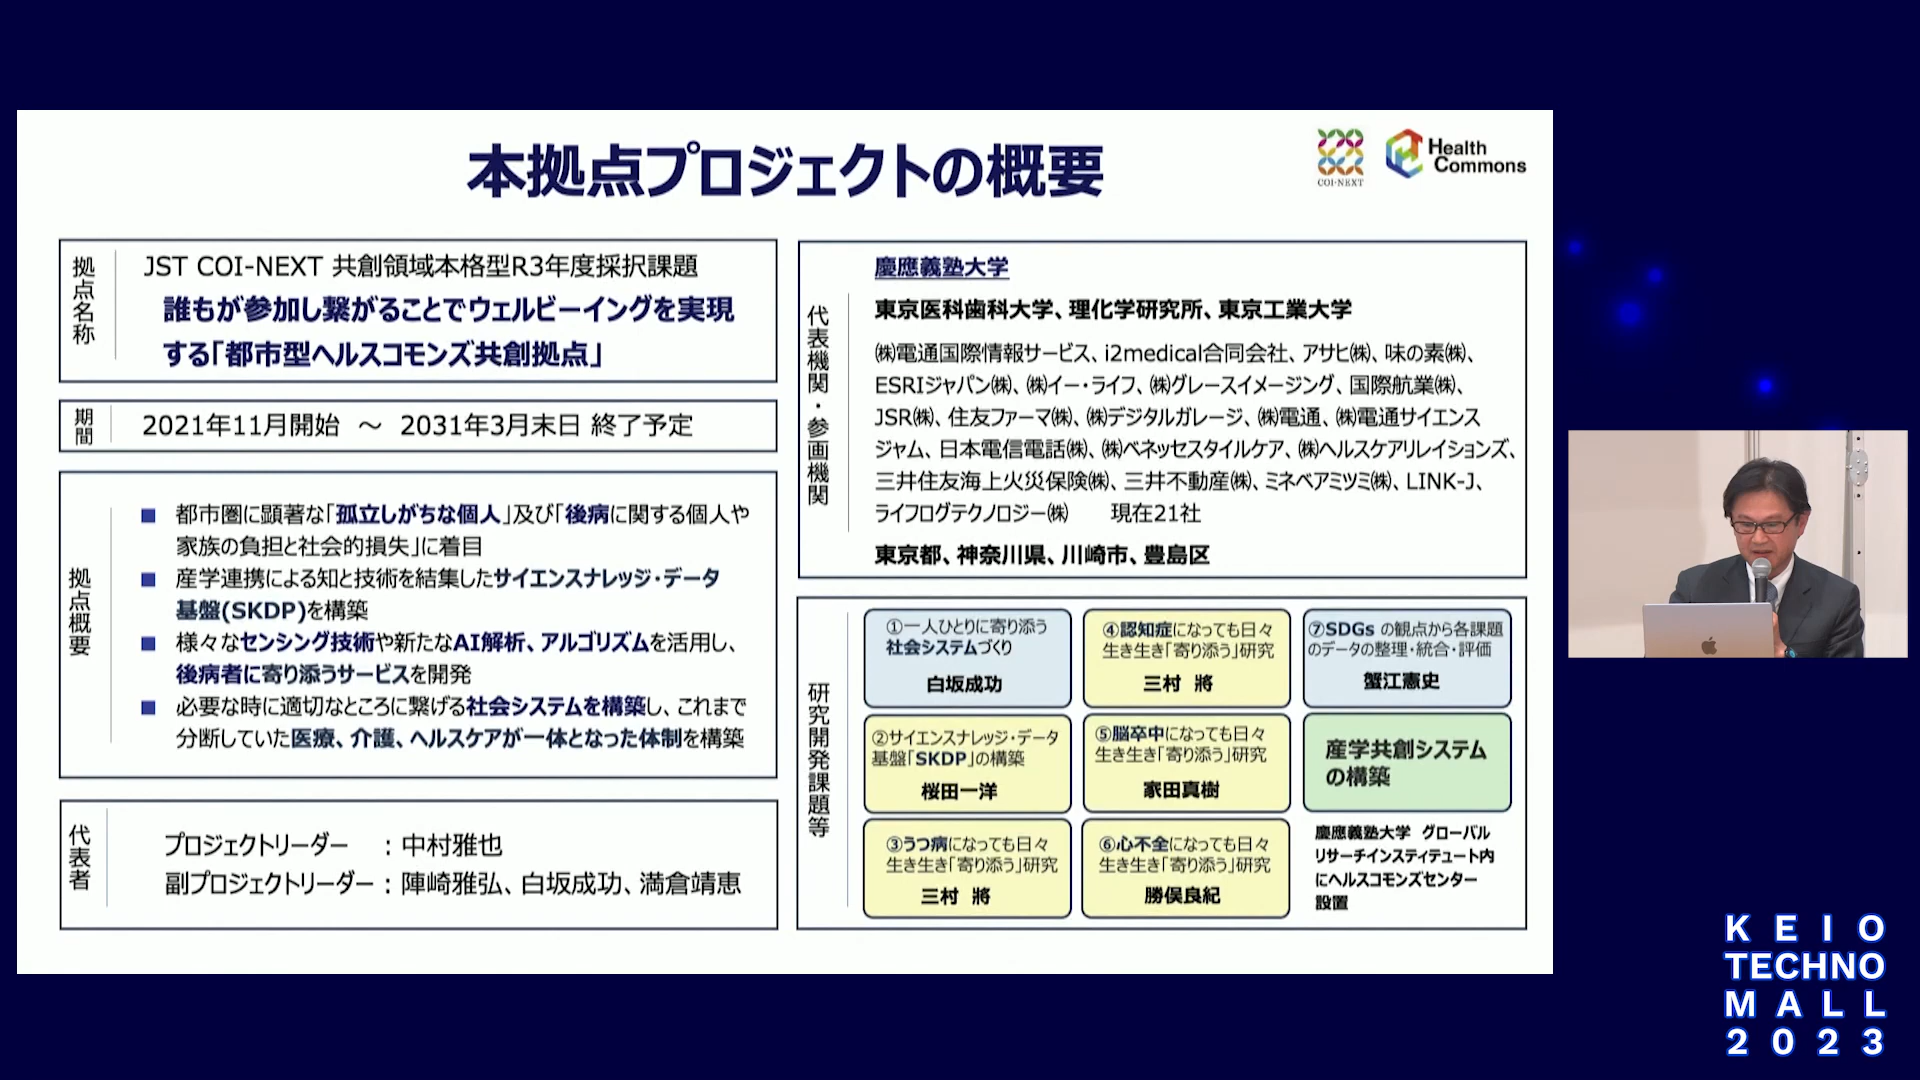 本拠点プロジェクトの概要
COI-NEXT
Health
Commons
拠点名称
JST COI-NEXT 共創領域本格型R3年度採択課題
誰もが参加し繋がることでウェルビーイングを実現
する「都市型ヘルスコモンズ共創拠点」
期間
2021年11月開始 ～ 2031年3月末日 終了予定
拠点概要
■ 都市圏に顕著な「孤立しがちな個人」及び「後病に関する個人や
家族の負担と社会的損失」に着目
■ 産学連携による知と技術を結集したサイエンスナレッジ・データ
基盤(SKDP)を構築
■ 様々なセンシング技術や新たなAI解析、アルゴリズムを活用し、
後病者に寄り添うサービスを開発
■ 必要な時に適切なところに繋げる社会システムを構築し、これまで
分断していた医療、介護、ヘルスケアが一体となった体制を構築
代表者
プロジェクトリーダー ：中村雅也
副プロジェクトリーダー：陣崎雅弘、白坂成功、満倉靖恵
代表機関・参画機関
慶應義塾大学
東京医科歯科大学、理化学研究所、東京工業大学
㈱電通国際情報サービス、i2medical合同会社、アサヒ㈱、味の素㈱、
ESRIジャパン㈱、㈱イー・ライフ、㈱グレースイメージング、国際航業㈱、
JSR㈱、住友ファーマ㈱、㈱デジタルガレージ、㈱電通、㈱電通サイエンス
ジャム、日本電信電話㈱、㈱ベネッセスタイルケア、㈱ヘルスケアリレイションズ、
三井住友海上火災保険㈱、三井不動産㈱、ミネベアミツミ㈱、LINK-J、
ライフログテクノロジー㈱ 現在21社
東京都、神奈川県、川崎市、豊島区
研究開発課題等
①一人ひとりに寄り添う
社会システムづくり
白坂成功
②サイエンスナレッジ・データ
基盤「SKDP」の構築
桜田一洋
③うつ病になっても日々
生き生き「寄り添う」研究
三村 將
④認知症になっても日々
生き生き「寄り添う」研究
三村 將
⑤脳卒中になっても日々
生き生き「寄り添う」研究
家田真樹
⑥心不全になっても日々
生き生き「寄り添う」研究
勝俣良紀
⑦SDGs の観点から各課題
のデータの整理・統合・評価
蟹江憲史
産学共創システム
の構築
慶應義塾大学 グローバル
リサーチインスティテュート内
にヘルスコモンズセンター
設置
KEIO
TECHNO
MALL
2023